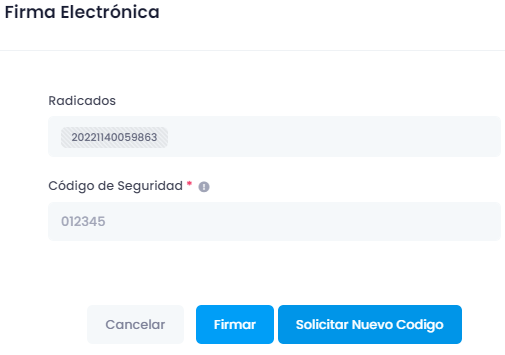 Firma Electrónica
Radicados
20221140059863
Código de Seguridad *
012345
Cancelar
Firmar
Solicitar Nuevo Codigo